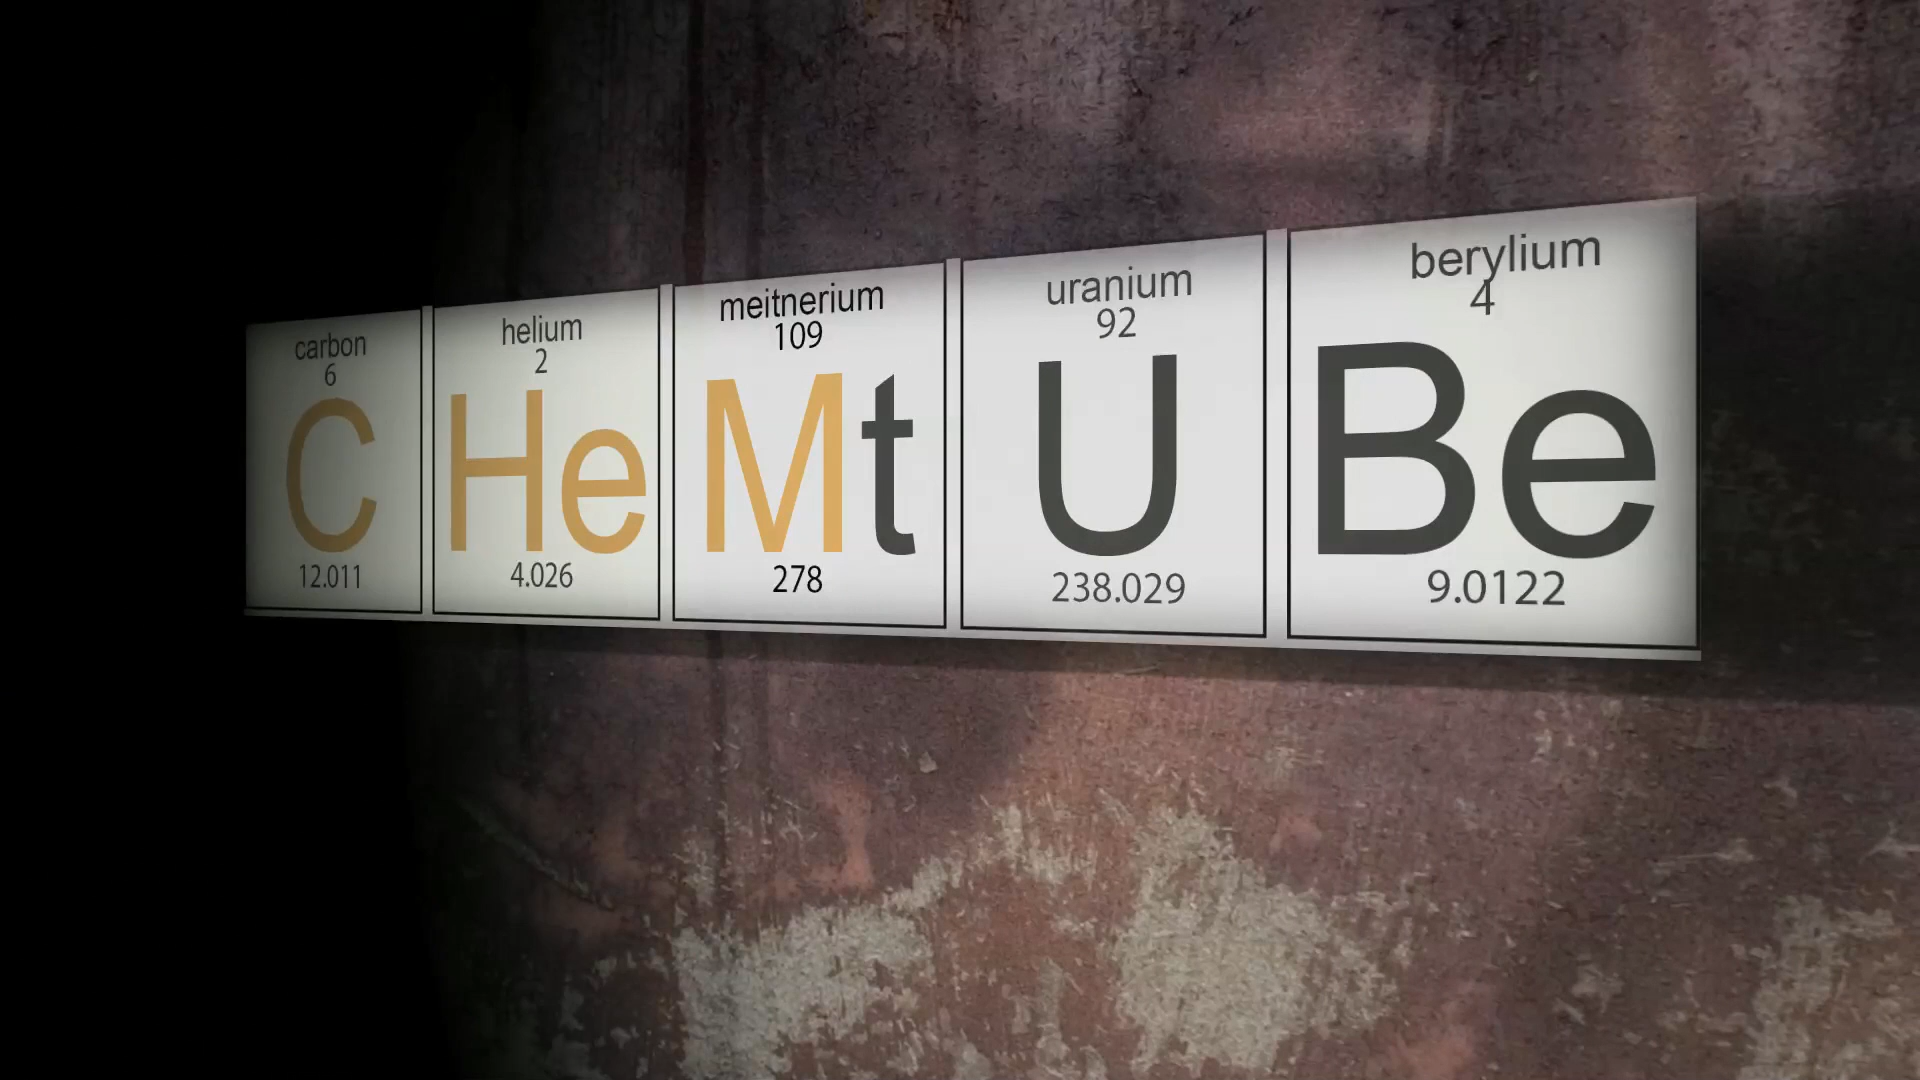 carbon
6
C
12.011
helium
2
He
4.026
meitnerium
109
Mt
278
uranium
92
U
238.029
berylium
4
Be
9.0122